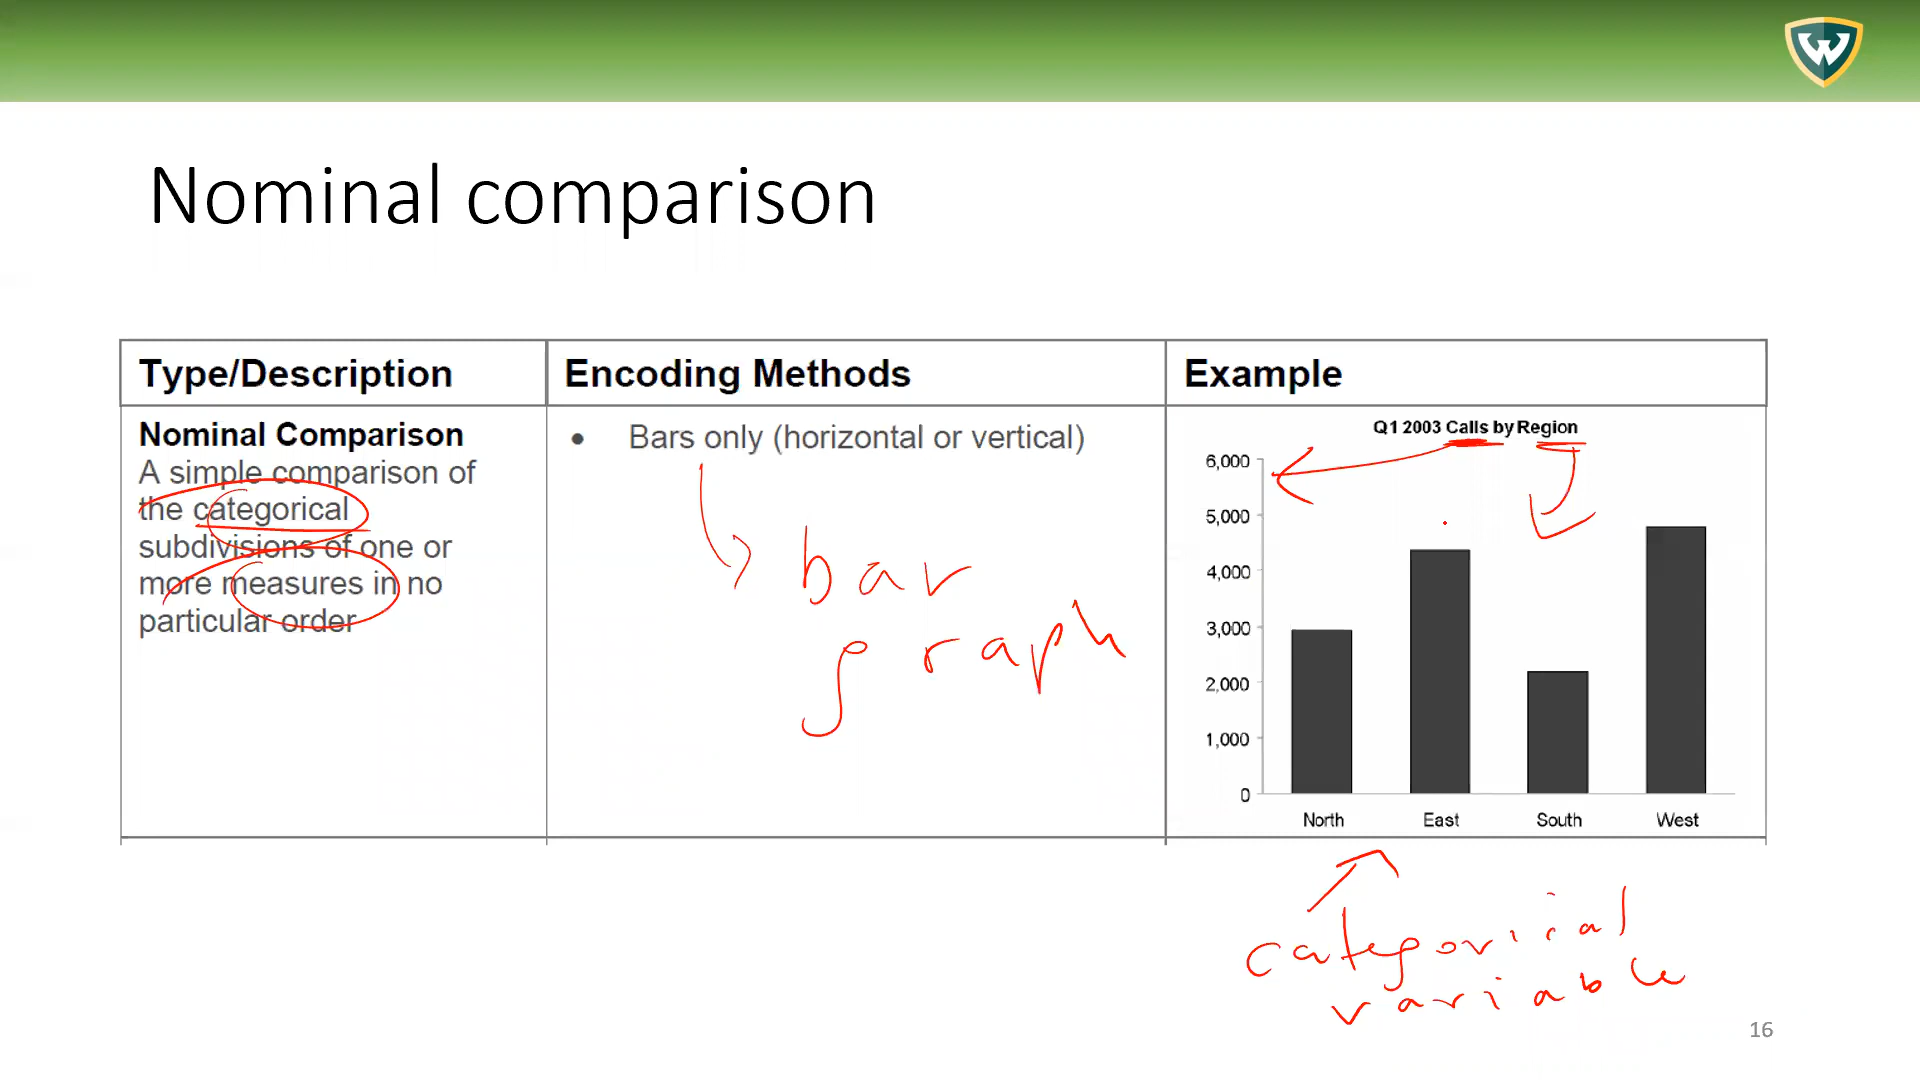 W
Nominal comparison
Type/Description
Encoding Methods
Example
Nominal Comparison
A simple comparison of
the categorical
subdivisions of one or
more measures in no
particular order
• Bars only (horizontal or vertical)
bar
graph
Q1 2003 Calls by Region
6,000
5,000
4,000
3,000
2,000
1,000
0
North East South West
categorical
variable
16